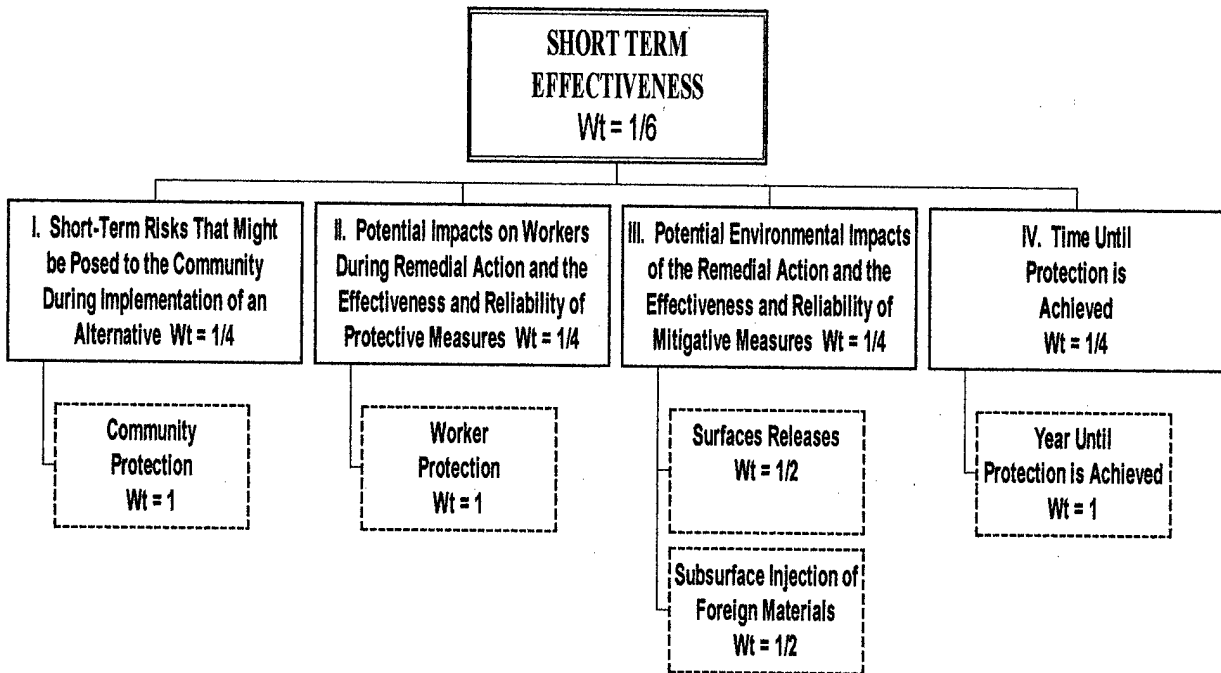 SHORT TERM
EFFECTIVENESS
Wt = 1/6
I. Short-Term Risks That Might
be Posed to the Community
During Implementation of an
Alternative Wt = 1/4
II. Potential Impacts on Workers
During Remedial Action and the
Effectiveness and Reliability of
Protective Measures Wt = 1/4
III. Potential Environmental Impacts
of the Remedial Action and the
Effectiveness and Reliability of
Mitigative Measures Wt = 1/4
IV. Time Until
Protection is
Achieved
Wt = 1/4
Community
Protection
Wt = 1
Worker
Protection
Wt = 1
Surfaces Releases
Wt = 1/2
Subsurface Injection of
Foreign Materials
Wt = 1/2
Year Until
Protection is Achieved
Wt = 1